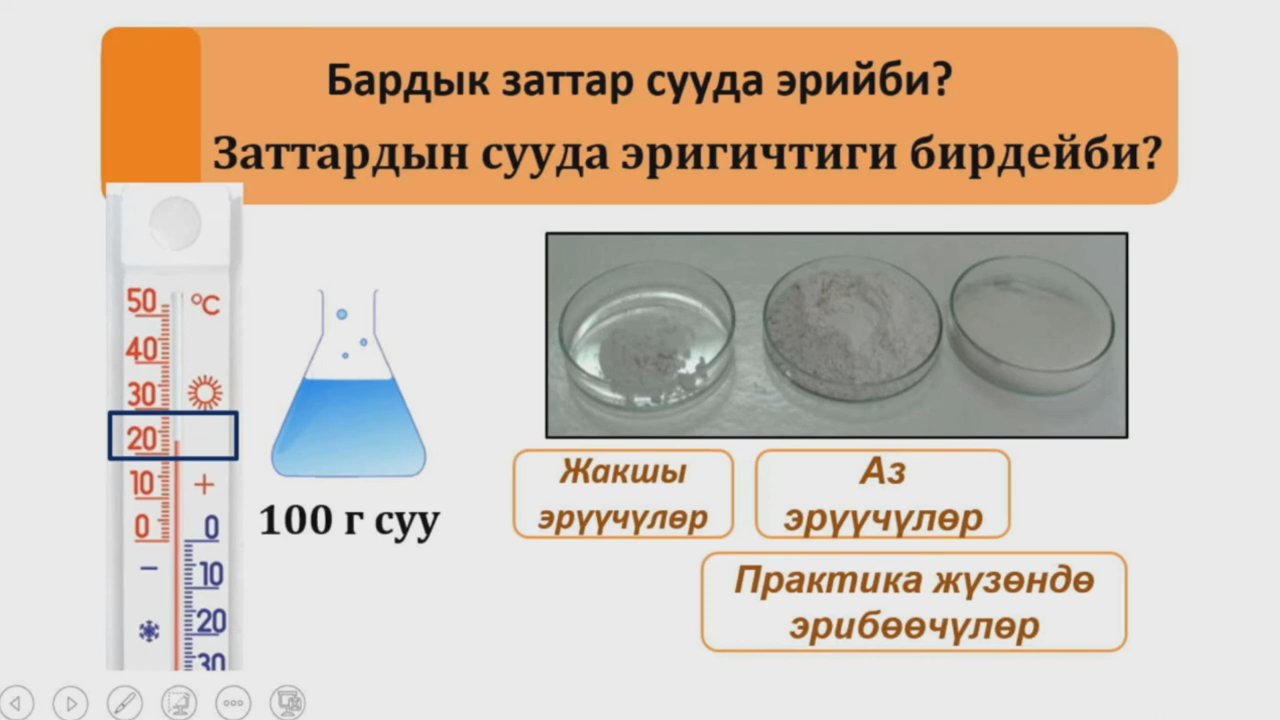 Бардык заттар сууда эрийби?
Заттардын сууда эригичтиги бирдейби?
50 °C
40
30
20
10 +
0 0
– 10
20
30
100 г суу
Жакшы
эрүүчүлөр
Аз
эрүүчүлөр
Практика жүзөндө
эрибөөчүлөр